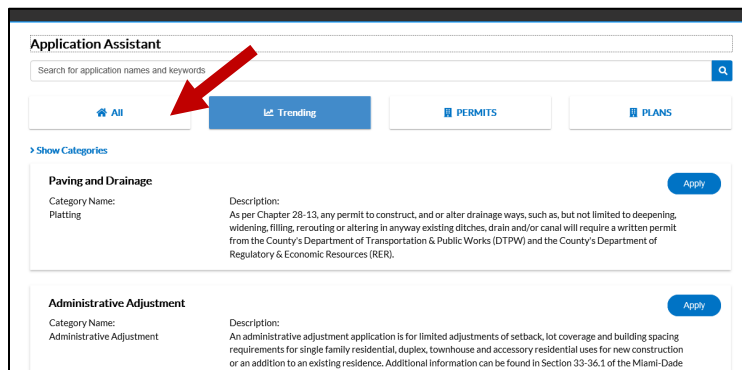 Application Assistant
Search for application names and keywords
All
Trending
PERMITS
PLANS
Show Categories
Paving and Drainage
Apply
Category Name:
Platting
Description:
As per Chapter 28-13, any permit to construct, and or alter drainage ways, such as, but not limited to deepening,
widening, filling, rerouting or altering in anyway existing ditches, drain and/or canal will require a written permit
from the County's Department of Transportation & Public Works (DTPW) and the County's Department of
Regulatory & Economic Resources (RER).
Administrative Adjustment
Apply
Category Name:
Administrative Adjustment
Description:
An administrative adjustment application is for limited adjustments of setback, lot coverage and building spacing
requirements for single family residential, duplex, townhouse and accessory residential uses for new construction
or an addition to an existing residence. Additional information can be found in Section 33-36.1 of the Miami-Dade